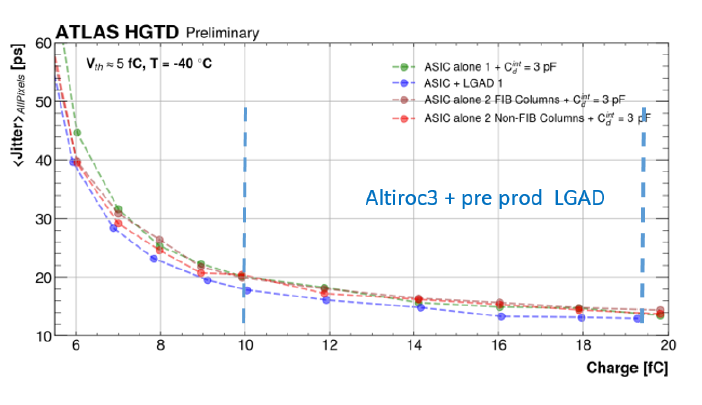 ATLAS HGTD Preliminary
<Jitter>AllPixels [ps]
60
50
40
30
20
10
Vth ≈ 5 fC, T = -40 °C
ASIC alone 1 + C_d^int = 3 pF
ASIC + LGAD 1
ASIC alone 2 FIB Columns + C_d^int = 3 pF
ASIC alone 2 Non-FIB Columns + C_d^int = 3 pF
Altiroc3 + pre prod LGAD
6 8 10 12 14 16 18 20
Charge [fC]